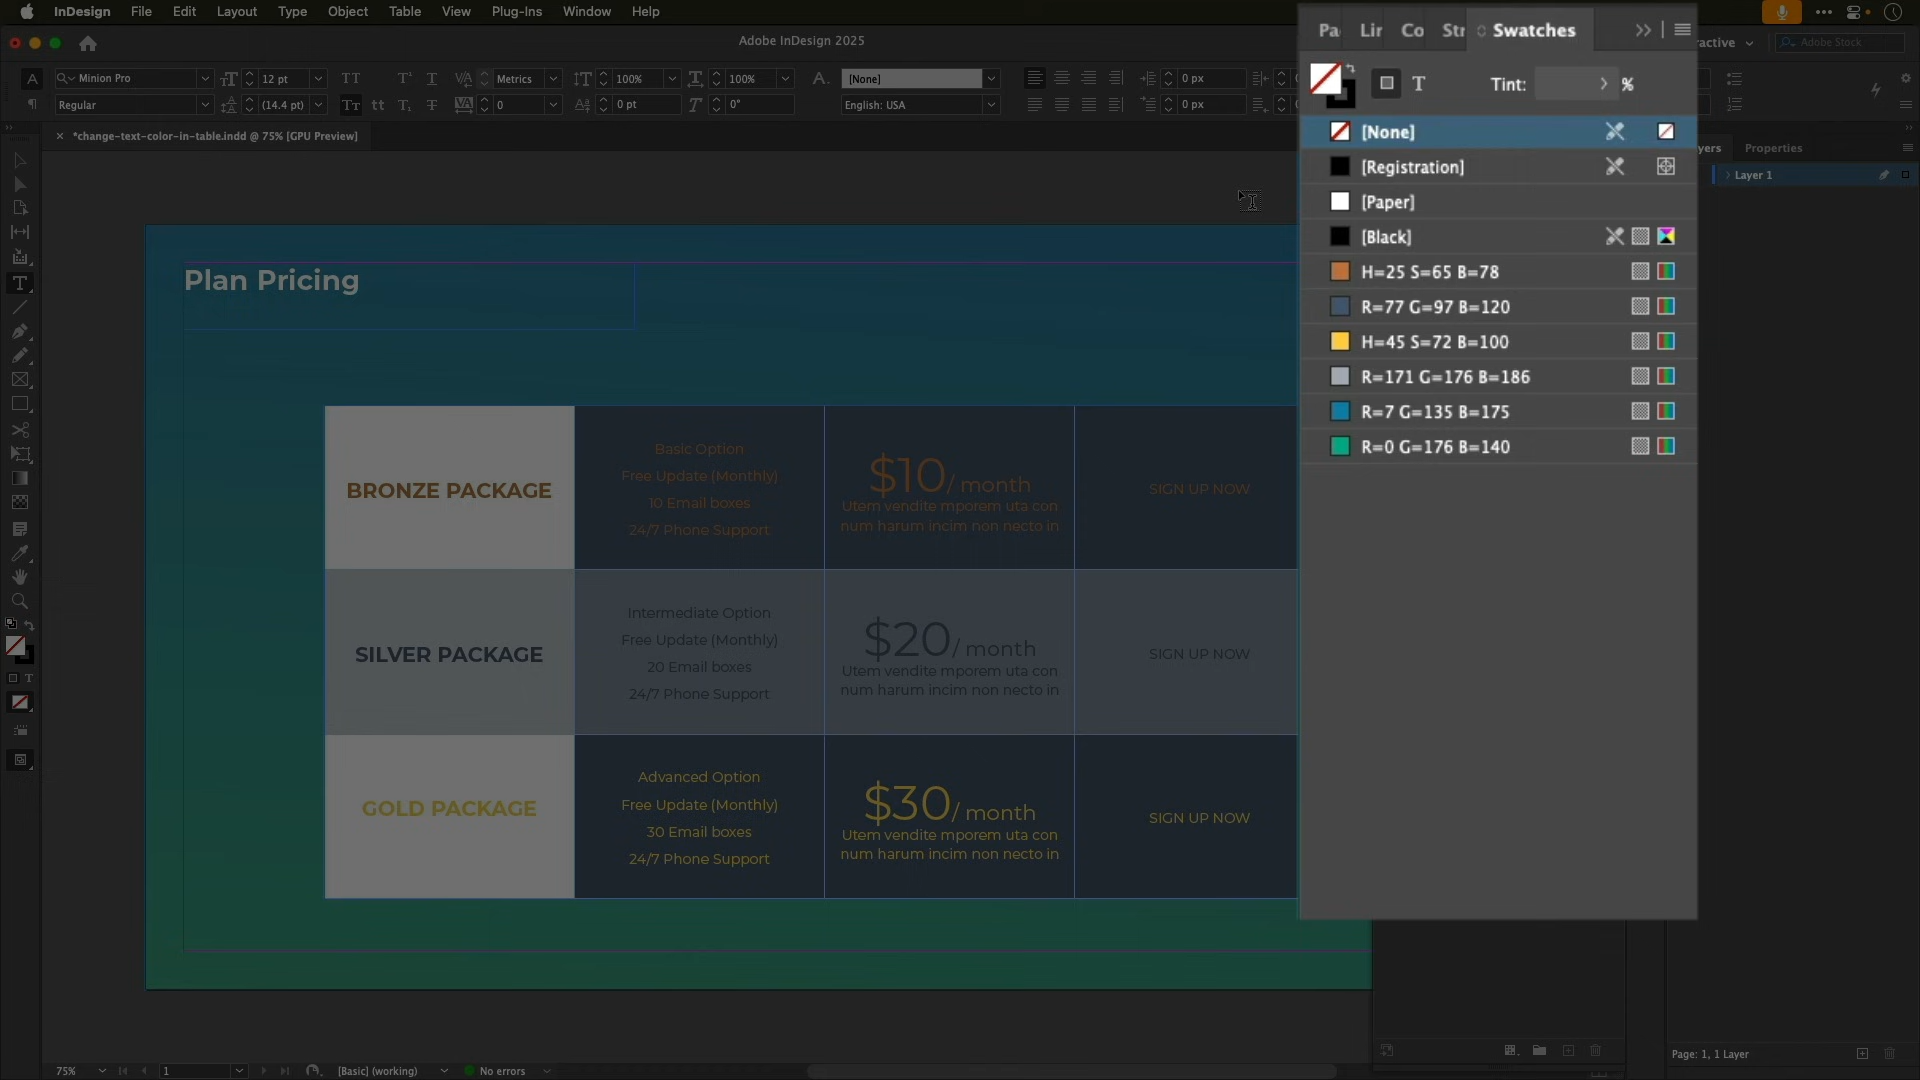 InDesign File Edit Layout Type Object Table View Plug-Ins Window Help
Adobe InDesign 2025
Adobe Stock
Minion Pro 12 pt Metrics 100% 100% [None] 0 px
Regular (14.4 pt) 0 0 pt 0° English: USA 0 px
*change-text-color-in-table.indd @ 75% [GPU Preview]
Properties
Layer 1
Swatches
Tint: %
[None]
[Registration]
[Paper]
[Black]
H=25 S=65 B=78
R=77 G=97 B=120
H=45 S=72 B=100
R=171 G=176 B=186
R=7 G=135 B=175
R=0 G=176 B=140
Plan Pricing
BRONZE PACKAGE
Basic Option
Free Update (Monthly)
10 Email boxes
24/7 Phone Support
$10/ month
Utem vendite mporem uta con
num harum incim non necto in
SIGN UP NOW
SILVER PACKAGE
Intermediate Option
Free Update (Monthly)
20 Email boxes
24/7 Phone Support
$20/ month
Utem vendite mporem uta con
num harum incim non necto in
SIGN UP NOW
GOLD PACKAGE
Advanced Option
Free Update (Monthly)
30 Email boxes
24/7 Phone Support
$30/ month
Utem vendite mporem uta con
num harum incim non necto in
SIGN UP NOW
75% 1 [Basic] (working) No errors
Page: 1, 1 Layer